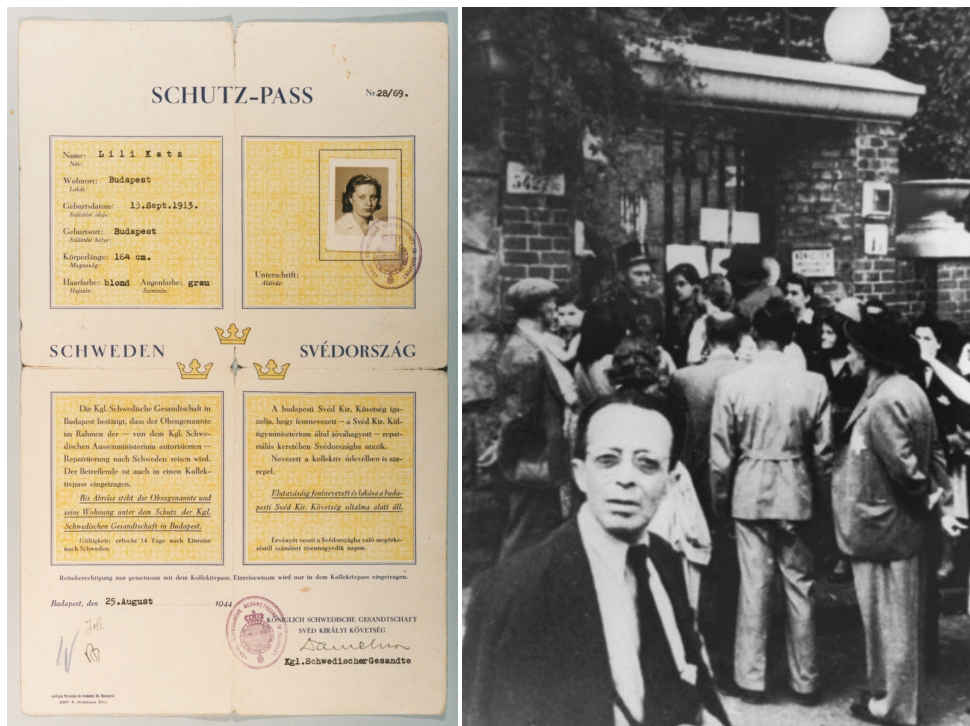 SCHUTZ-PASS
Nr. 28/69.
Name: Lili Katz
Név:
Wohnort: Budapest
Lakás:
Geburtsdatum: 13.Sept.1913.
Születési ideje:
Geburtsort: Budapest
Születési helye:
Körperlänge: 164 cm.
Magasság:
Haarfarbe: blond Augenfarbe: grau
Hajszín: Szemszín:
Unterschrift:
Aláírás:
SCHWEDEN
SVÉDORSZÁG
Die Kgl. Schwedische Gesandtschaft in
Budapest bestätigt, dass der Obengenannte
im Rahmen der — von dem Kgl. Schwe-
dischen Aussenministerium autorisierten —
Repatriierung nach Schweden reisen wird.
Der Betreffende ist auch in einen Kollek-
tivpass eingetragen.
Bis Abreise steht der Obengenannte und
seine Wohnung unter dem Schutz der Kgl.
Schwedischen Gesandtschaft in Budapest.
Gültigkeit: erlischt 14 Tage nach Einreise
nach Schweden.
A budapesti Svéd Kir. Követség iga-
zolja, hogy fentnevezett — a Svéd Kir. Kül-
ügyminisztérium által jóváhagyott — repat-
riálás keretében Svédországba utazik.
Nevezett a kollektiv útlevélben is sze-
repel.
Elutazásáig fentnevezett és lakása a buda-
pesti Svéd Kir. Követség oltalma alatt áll.
Érvényét veszti a Svédországba való megérke-
zéstől számított tizennegyedik napon.
Reiseberechtigung nur gemeinsam mit dem Kollektivpass. Einreisewisum wird nur in dem Kollektivpass eingetragen.
Budapest, den 25.August 1944
KÖNIGLICH SCHWEDISCHE GESANDTSCHAFT
SVÉD KIRÁLYI KÖVETSÉG
Kgl.Schwedischer Gesandte